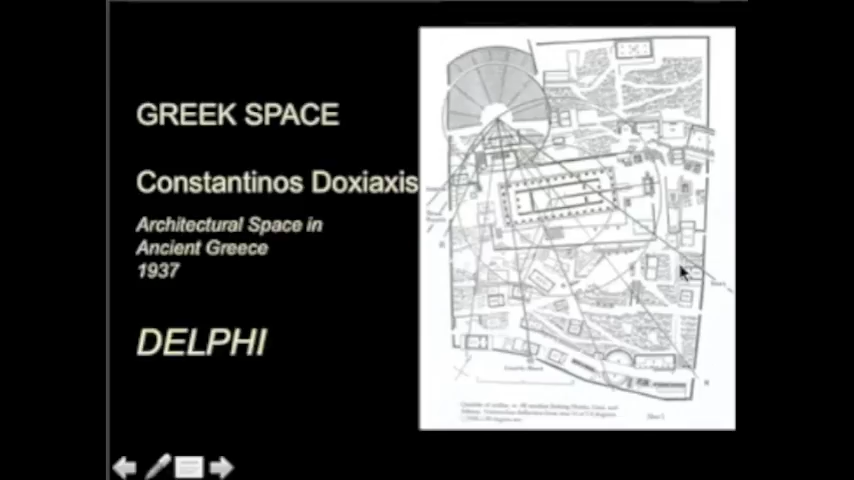 GREEK SPACE
Constantinos Doxiaxis
Architectural Space in
Ancient Greece
1937
DELPHI